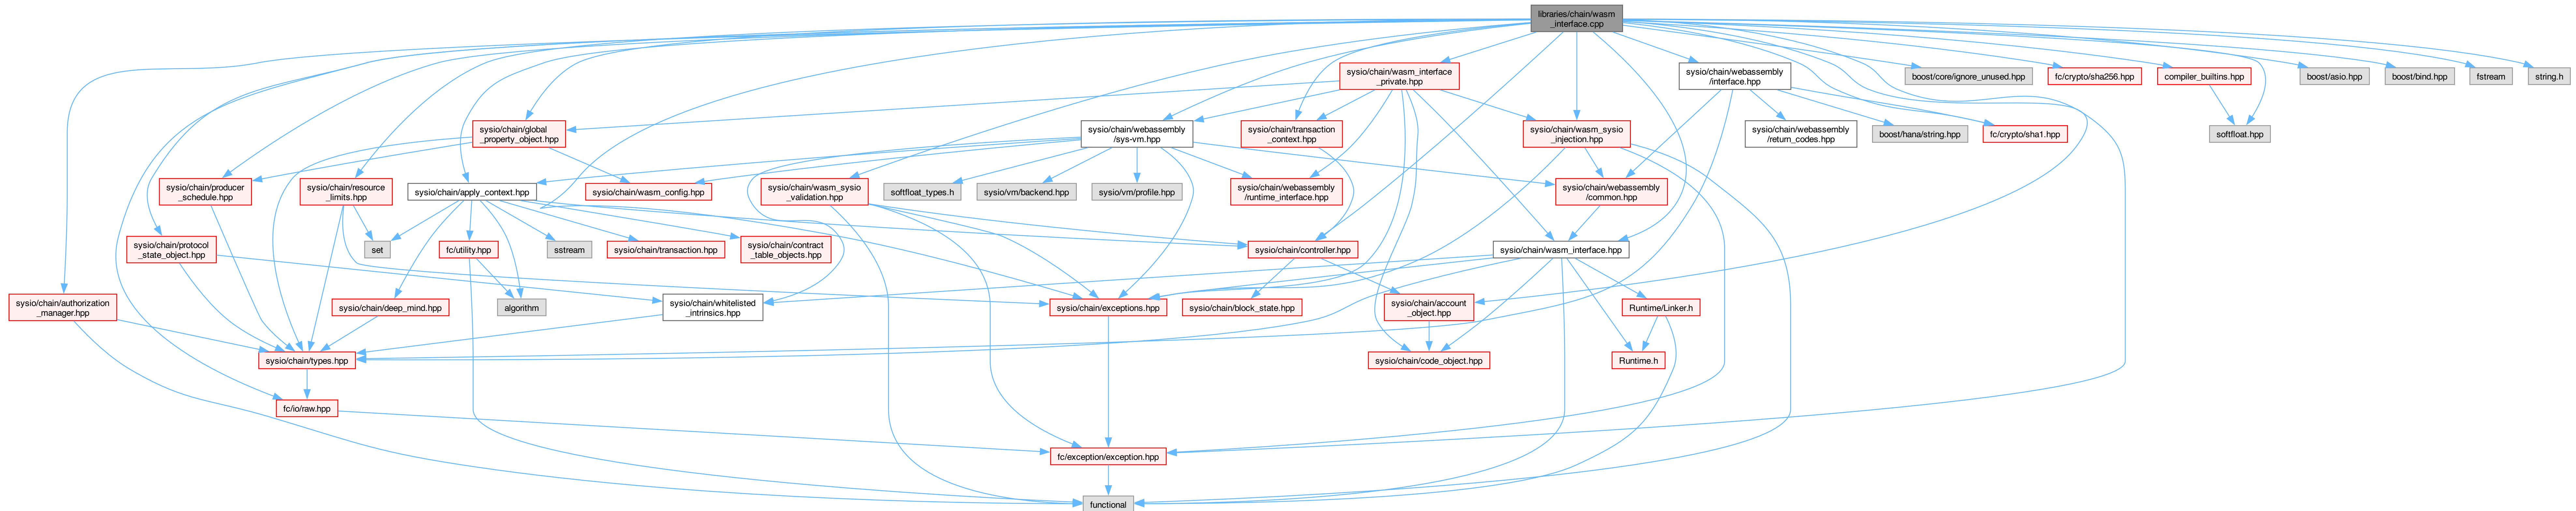 libraries/chain/wasm
_interface.cpp
sysio/chain/wasm_interface
_private.hpp
sysio/chain/webassembly
/interface.hpp
boost/core/ignore_unused.hpp
fc/crypto/sha256.hpp
compiler_builtins.hpp
boost/asio.hpp
boost/bind.hpp
fstream
string.h
sysio/chain/global
_property_object.hpp
sysio/chain/webassembly
/sys-vm.hpp
sysio/chain/transaction
_context.hpp
sysio/chain/wasm_sysio
_injection.hpp
sysio/chain/webassembly
/return_codes.hpp
boost/hana/string.hpp
fc/crypto/sha1.hpp
softfloat.hpp
sysio/chain/producer
_schedule.hpp
sysio/chain/resource
_limits.hpp
sysio/chain/apply_context.hpp
sysio/chain/wasm_config.hpp
sysio/chain/wasm_sysio
_validation.hpp
softfloat_types.h
sysio/vm/backend.hpp
sysio/vm/profile.hpp
sysio/chain/webassembly
/runtime_interface.hpp
sysio/chain/webassembly
/common.hpp
sysio/chain/protocol
_state_object.hpp
set
fc/utility.hpp
sstream
sysio/chain/transaction.hpp
sysio/chain/contract
_table_objects.hpp
sysio/chain/controller.hpp
sysio/chain/wasm_interface.hpp
sysio/chain/authorization
_manager.hpp
sysio/chain/deep_mind.hpp
algorithm
sysio/chain/whitelisted
_intrinsics.hpp
sysio/chain/exceptions.hpp
sysio/chain/block_state.hpp
sysio/chain/account
_object.hpp
Runtime/Linker.h
sysio/chain/types.hpp
sysio/chain/code_object.hpp
Runtime.h
fc/io/raw.hpp
fc/exception/exception.hpp
functional